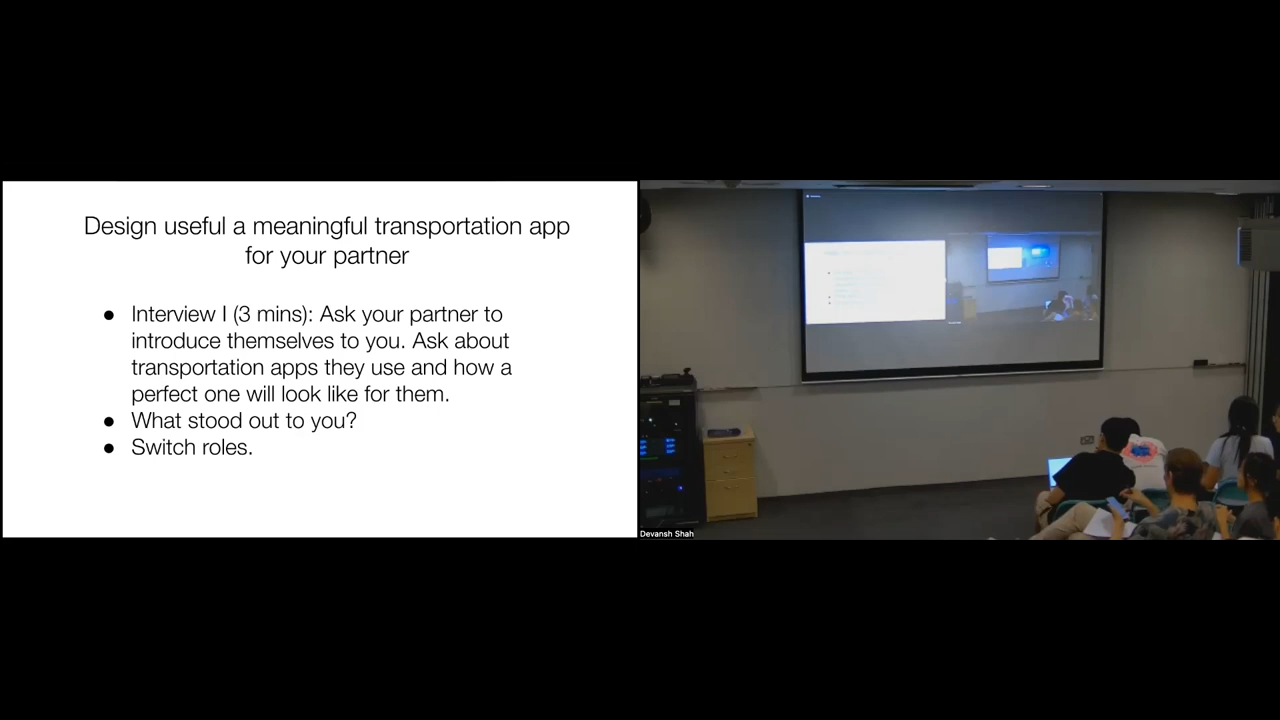 Design useful a meaningful transportation app
for your partner
● Interview I (3 mins): Ask your partner to
introduce themselves to you. Ask about
transportation apps they use and how a
perfect one will look like for them.
● What stood out to you?
● Switch roles.
Devansh Shah